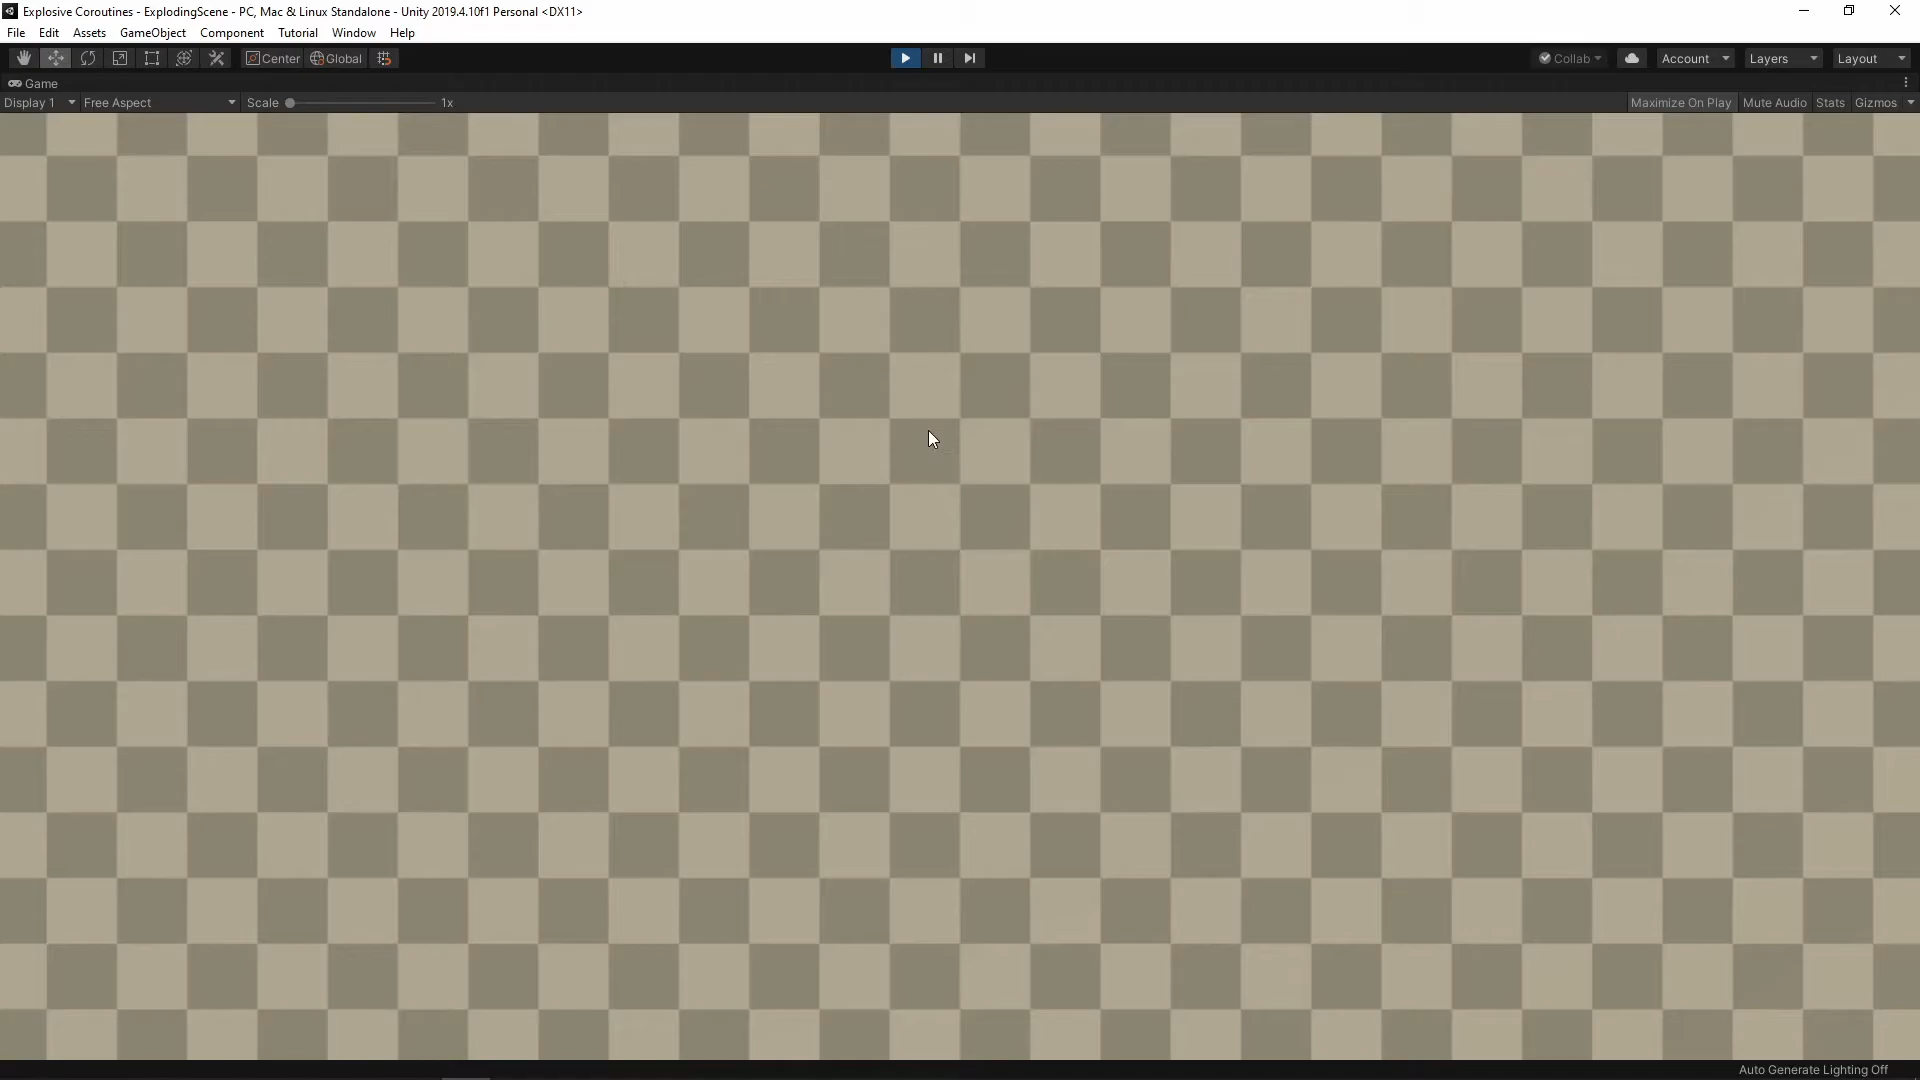 Explosive Coroutines - ExplodingScene - PC, Mac & Linux Standalone - Unity 2019.4.10f1 Personal <DX11>
File Edit Assets GameObject Component Tutorial Window Help
Center Global Collab Account Layers Layout
Game
Display 1 Free Aspect Scale 1x Maximize On Play Mute Audio Stats Gizmos
Auto Generate Lighting Off